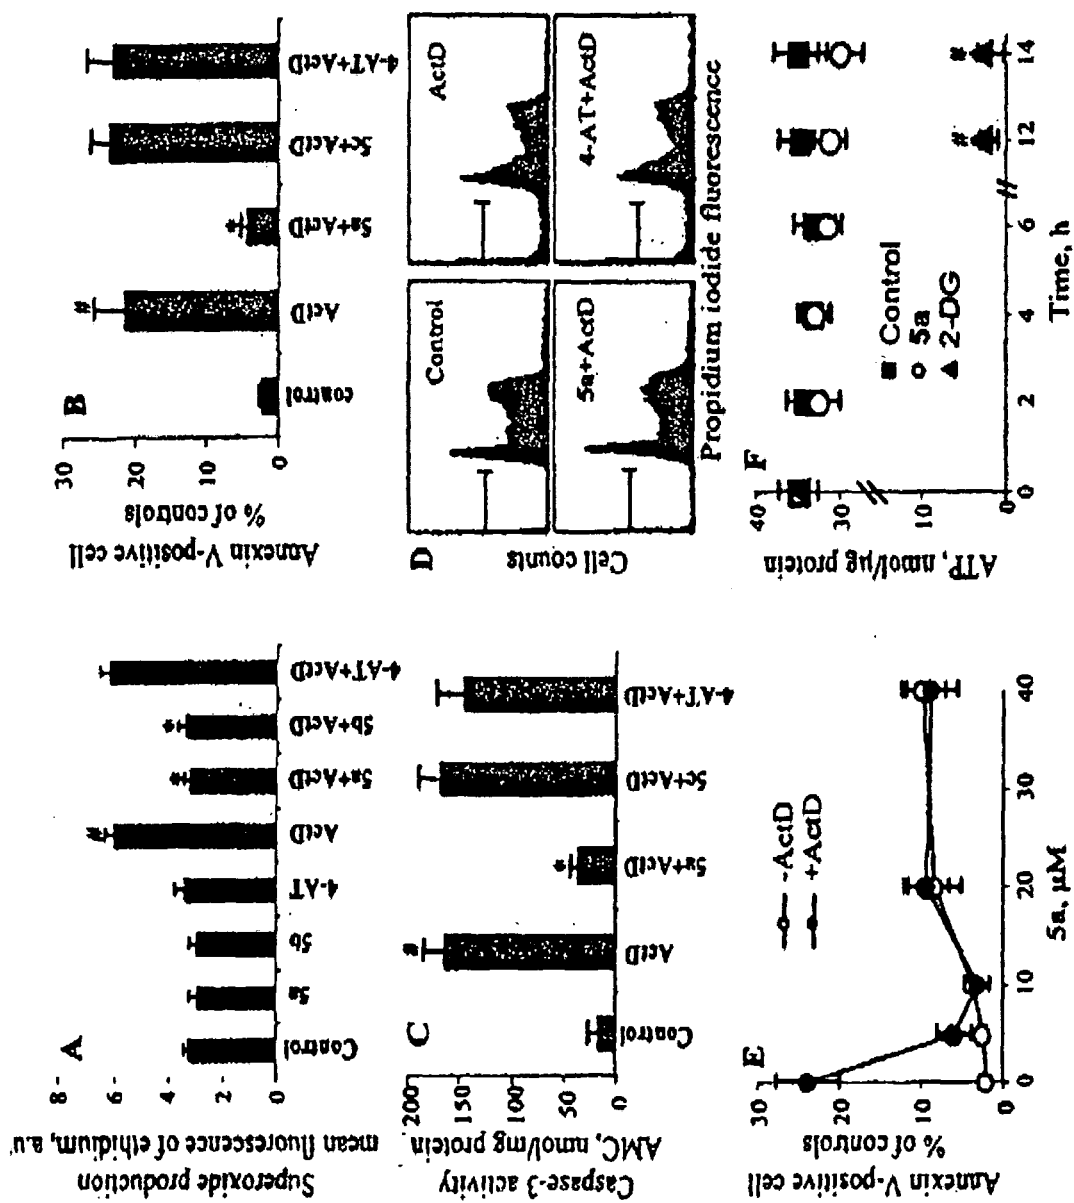 A
Superoxide production
mean fluorescence of ethidium, a.u
8
6
4
2
0
Control
5a
5b
4-AT
#
ActD
*
5a+ActD
*
5b+ActD
4-AT+ActD
B
Annexin V-positive cell
% of controls
30
20
10
0
control
#
ActD
*
5a+ActD
5c+ActD
4-AT+ActD
C
Caspase-3 activity
AMC, nmol/mg protein
200
150
100
50
0
Control
#
ActD
*
5a+ActD
5c+ActD
4-AT+ActD
D
Cell counts
Control
ActD
5a+ActD
4-AT+ActD
Propidium iodide fluorescence
E
Annexin V-positive cell
% of controls
30
20
10
0
-ActD
+ActD
0
10
20
30
40
5a, µM
F
ATP, nmol/µg protein
40
30
10
0
Control
5a
2-DG
#
#
0
2
4
6
12
14
Time, h